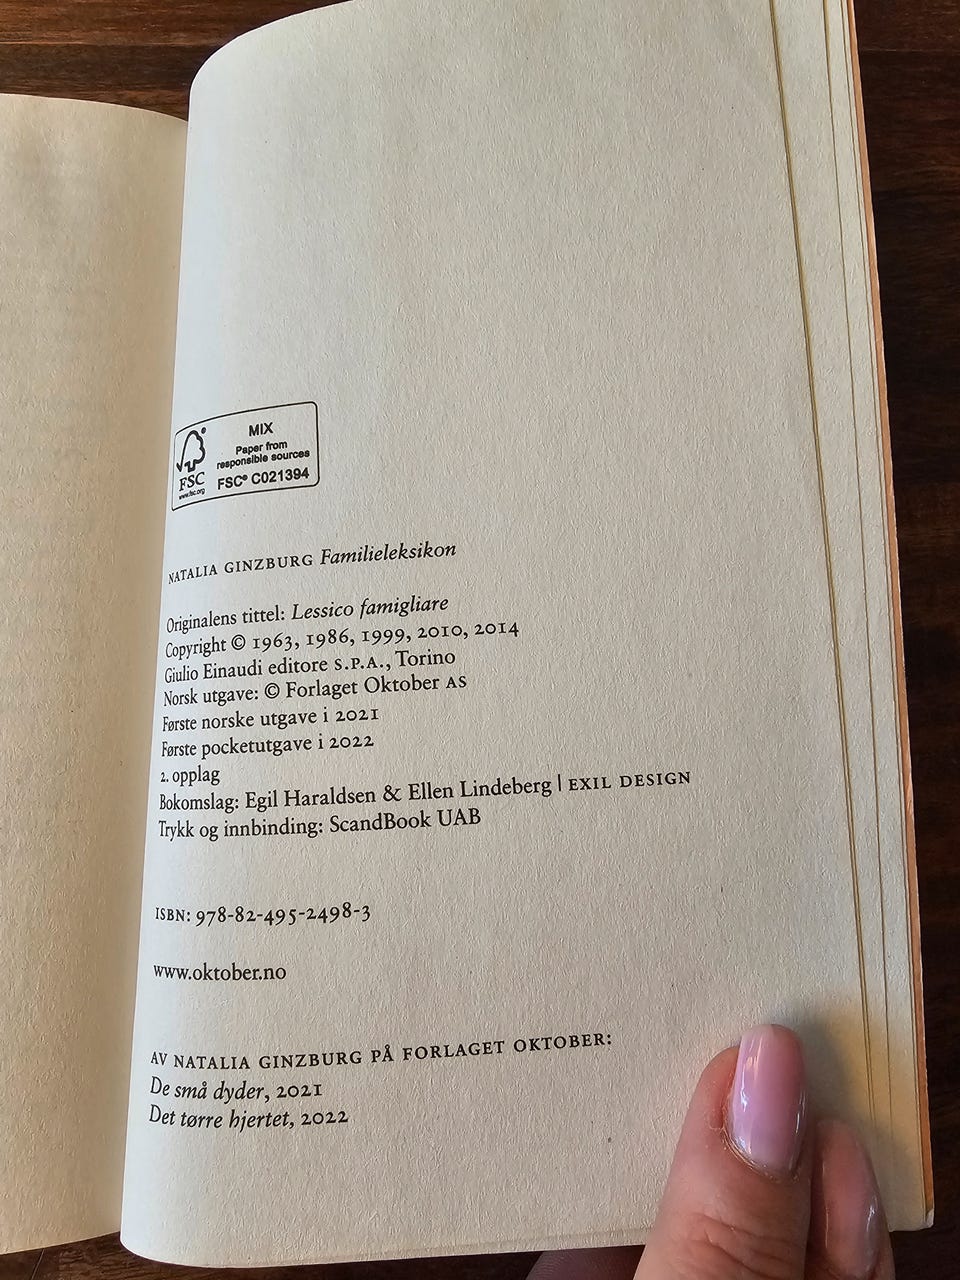 MIX
Paper from
responsible sources
FSC® C021394
FSC
www.fsc.org
NATALIA GINZBURG Familieleksikon
Originalens tittel: Lessico famigliare
Copyright © 1963, 1986, 1999, 2010, 2014
Giulio Einaudi editore S.P.A., Torino
Norsk utgave: © Forlaget Oktober AS
Første norske utgave i 2021
Første pocketutgave i 2022
2. opplag
Bokomslag: Egil Haraldsen & Ellen Lindeberg | EXIL DESIGN
Trykk og innbinding: ScandBook UAB
ISBN: 978-82-495-2498-3
www.oktober.no
AV NATALIA GINZBURG PÅ FORLAGET OKTOBER:
De små dyder, 2021
Det tørre hjertet, 2022